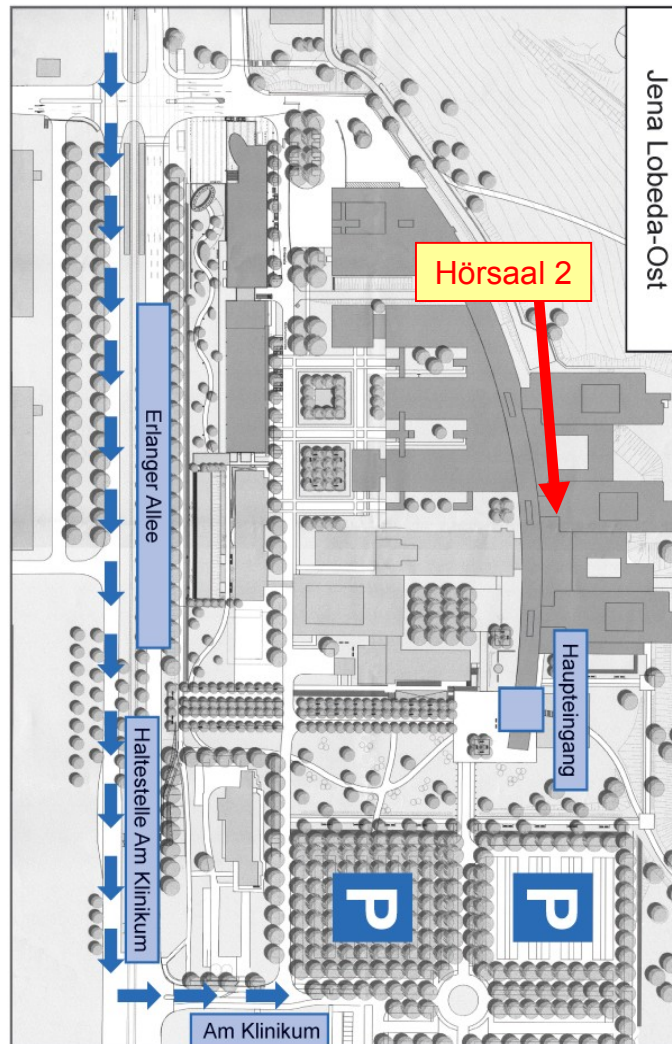 Jena Lobeda-Ost
Hörsaal 2
Erlanger Allee
Haupteingang
Haltestelle Am Klinikum
P
P
Am Klinikum